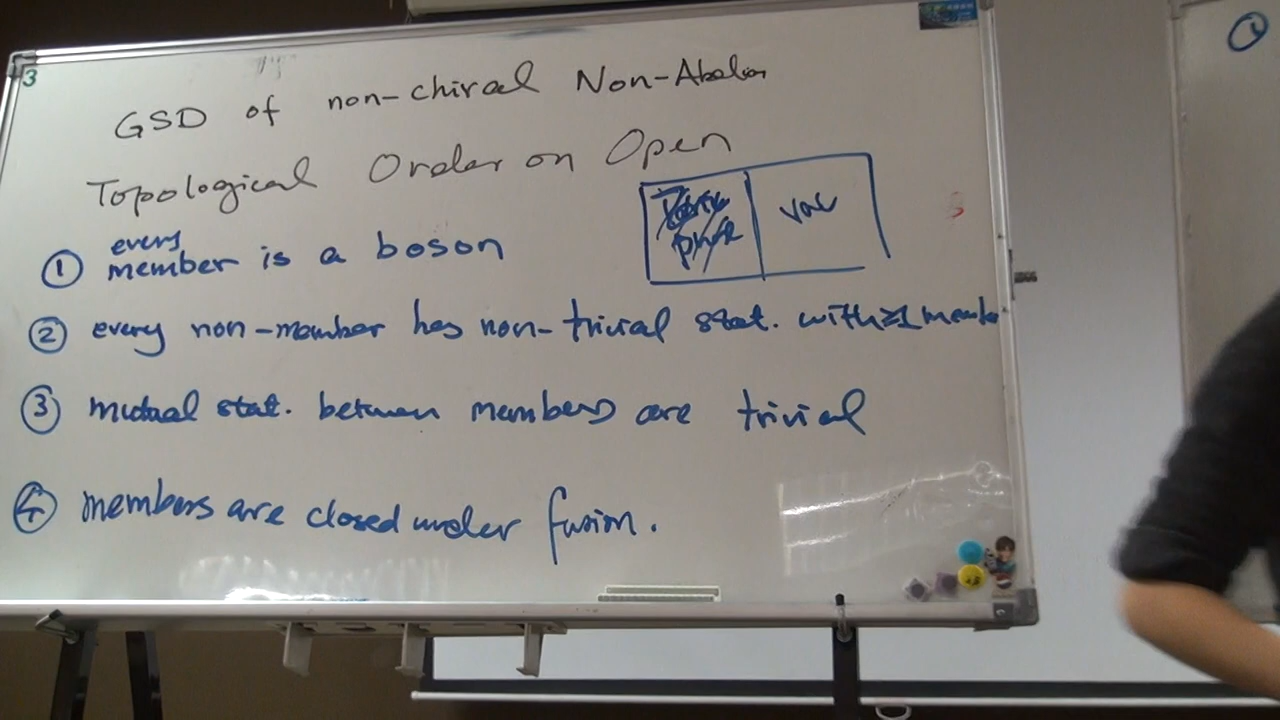 3
GSD of non-chiral Non-Abelian
Topological Order on Open
vac
① every member is a boson
② every non-member has non-trivial stat. with ≥1 member
③ mutual stat. between members are trivial
④ members are closed under fusion.